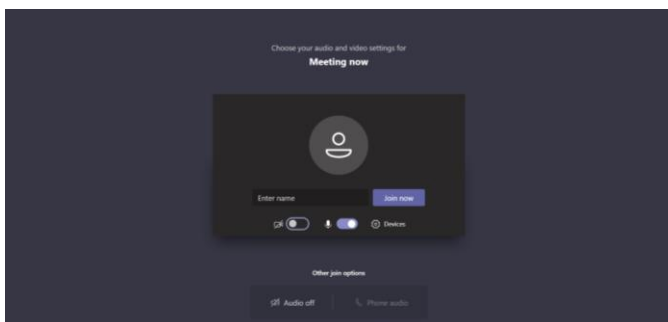 Choose your audio and video settings for
Meeting now
Enter name
Join now
Devices
Other join options
Audio off
Phone audio